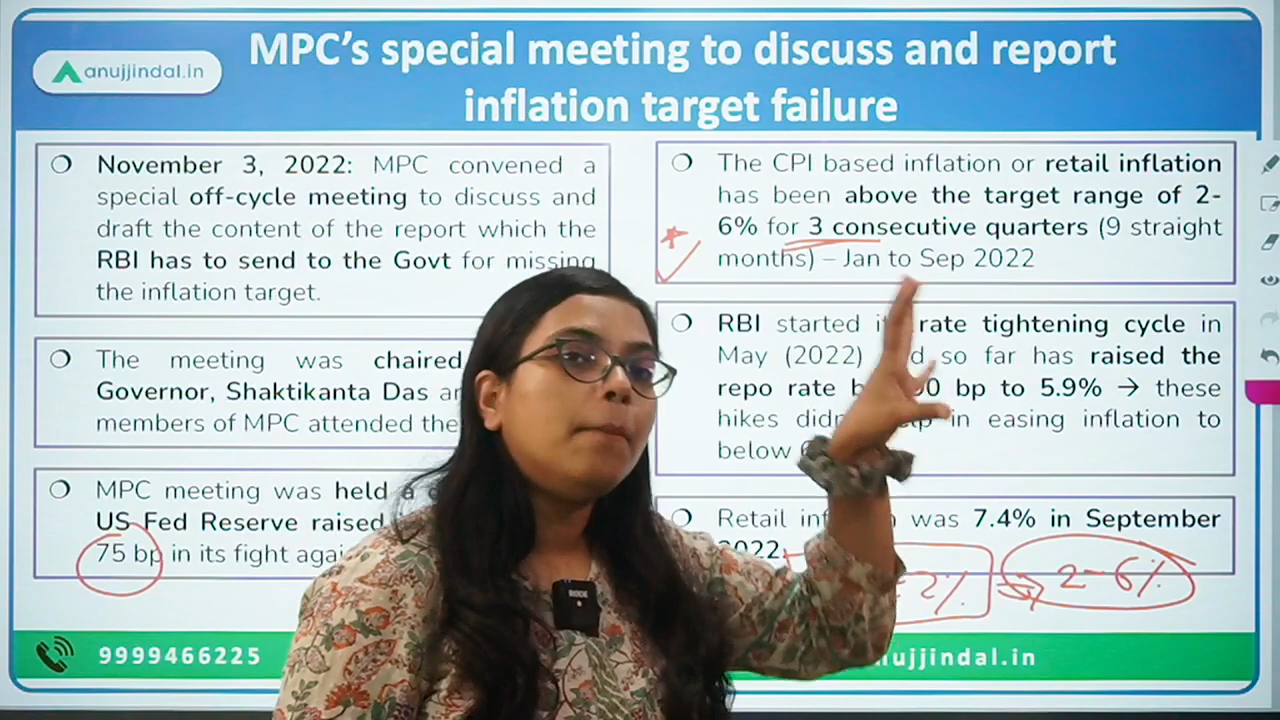 anujjindal.in
MPC's special meeting to discuss and report
inflation target failure
November 3, 2022: MPC convened a
special off-cycle meeting to discuss and
draft the content of the report which the
RBI has to send to the Govt for missing
the inflation target.
The meeting was chaired
Governor, Shaktikanta Das
members of MPC attended the
MPC meeting was held a
US Fed Reserve raised
75 bp in its fight
The CPI based inflation or retail inflation
has been above the target range of 2-
6% for 3 consecutive quarters (9 straight
months) – Jan to Sep 2022
RBI started rate tightening cycle in
May (2022) so far has raised the
repo rate bp to 5.9% → these
hikes in easing inflation to
below
Retail was 7.4% in September
2022.
2% ⇒ 2-6%
9999466225